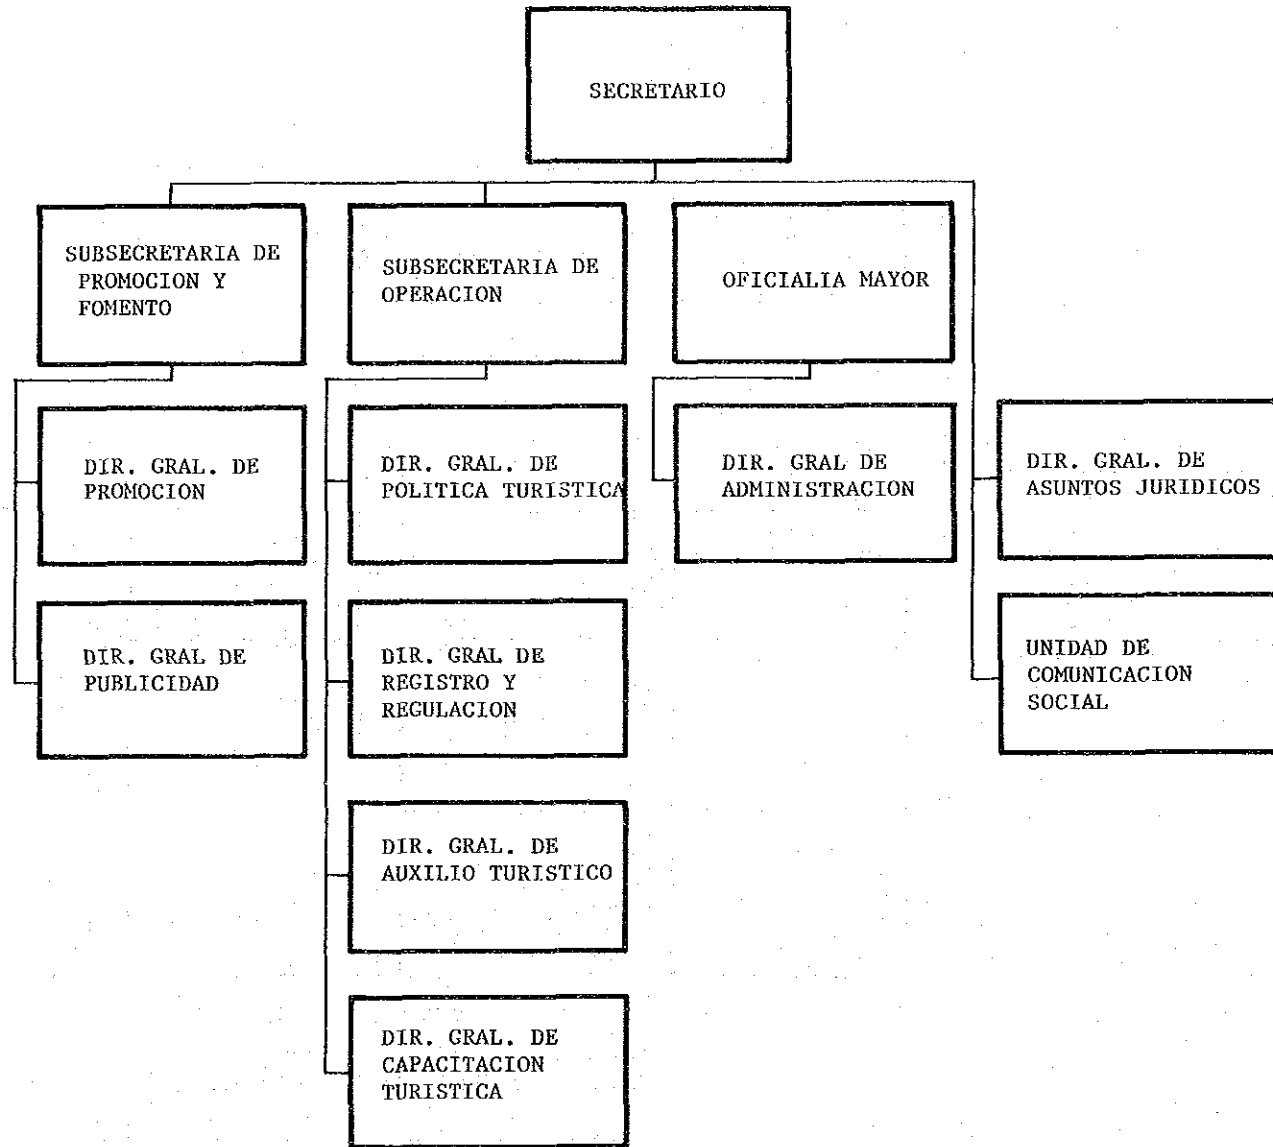 SECRETARIO
SUBSECRETARIA DE
PROMOCION Y
FOMENTO
SUBSECRETARIA DE
OPERACION
OFICIALIA MAYOR
DIR. GRAL. DE
PROMOCION
DIR. GRAL. DE
POLITICA TURISTICA
DIR. GRAL DE
ADMINISTRACION
DIR. GRAL. DE
ASUNTOS JURIDICOS
DIR. GRAL DE
PUBLICIDAD
DIR. GRAL DE
REGISTRO Y
REGULACION
UNIDAD DE
COMUNICACION
SOCIAL
DIR. GRAL. DE
AUXILIO TURISTICO
DIR. GRAL. DE
CAPACITACION
TURISTICA